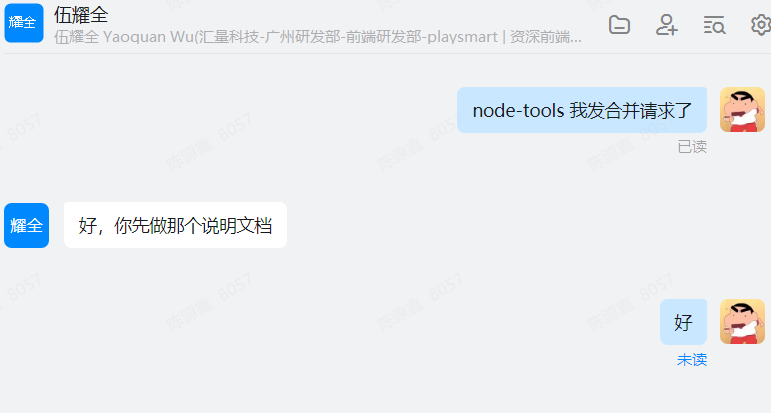 耀全
伍耀全
伍耀全 Yaoquan Wu(汇量科技-广州研发部-前端研发部-playsmart | 资深前端...
node-tools 我发合并请求了
已读
耀全
好，你先做那个说明文档
好
未读